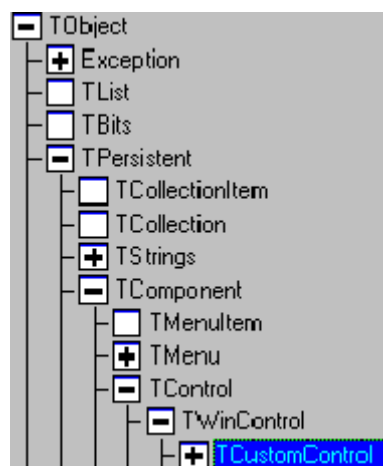 TObject
Exception
TList
TBits
TPersistent
TCollectionItem
TCollection
TStrings
TComponent
TMenuItem
TMenu
TControl
TWinControl
TCustomControl